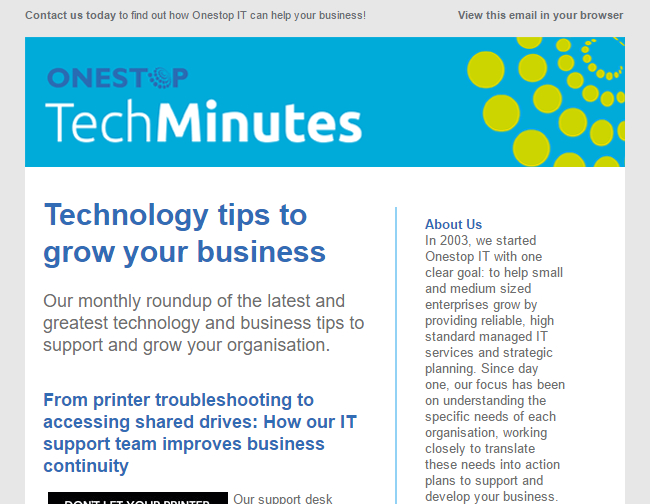 Contact us today to find out how Onestop IT can help your business!
View this email in your browser
ONESTOP
TechMinutes
Technology tips to
grow your business
Our monthly roundup of the latest and
greatest technology and business tips to
support and grow your organisation.
From printer troubleshooting to
accessing shared drives: How our IT
support team improves business
continuity
DON'T LET YOUR PRINTER
Our support desk
About Us
In 2003, we started
Onestop IT with one
clear goal: to help small
and medium sized
enterprises grow by
providing reliable, high
standard managed IT
services and strategic
planning. Since day
one, our focus has been
on understanding the
specific needs of each
organisation, working
closely to translate
these needs into action
plans to support and
develop your business.